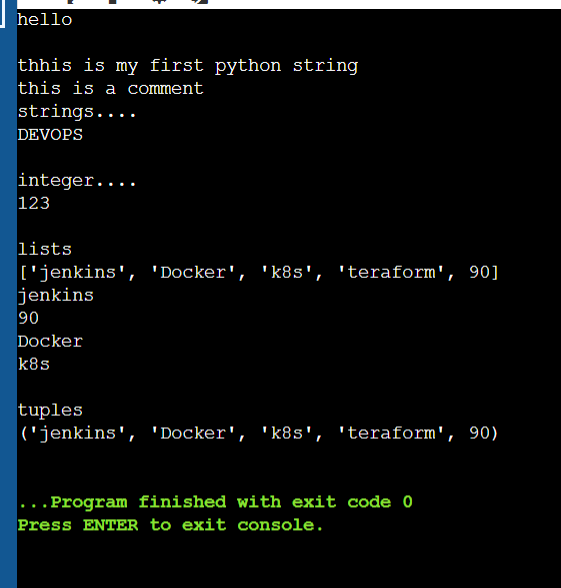 hello
thhis is my first python string
this is a comment
strings....
DEVOPS
integer....
123
lists
['jenkins', 'Docker', 'k8s', 'teraform', 90]
jenkins
90
Docker
k8s
tuples
('jenkins', 'Docker', 'k8s', 'teraform', 90)
...Program finished with exit code 0
Press ENTER to exit console.